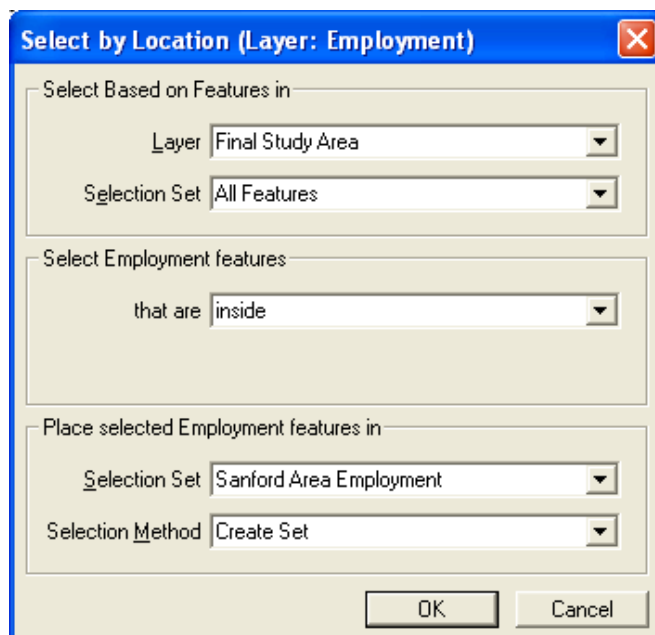 Select by Location (Layer: Employment)
Select Based on Features in
Layer Final Study Area
Selection Set All Features
Select Employment features
that are inside
Place selected Employment features in
Selection Set Sanford Area Employment
Selection Method Create Set
OK Cancel